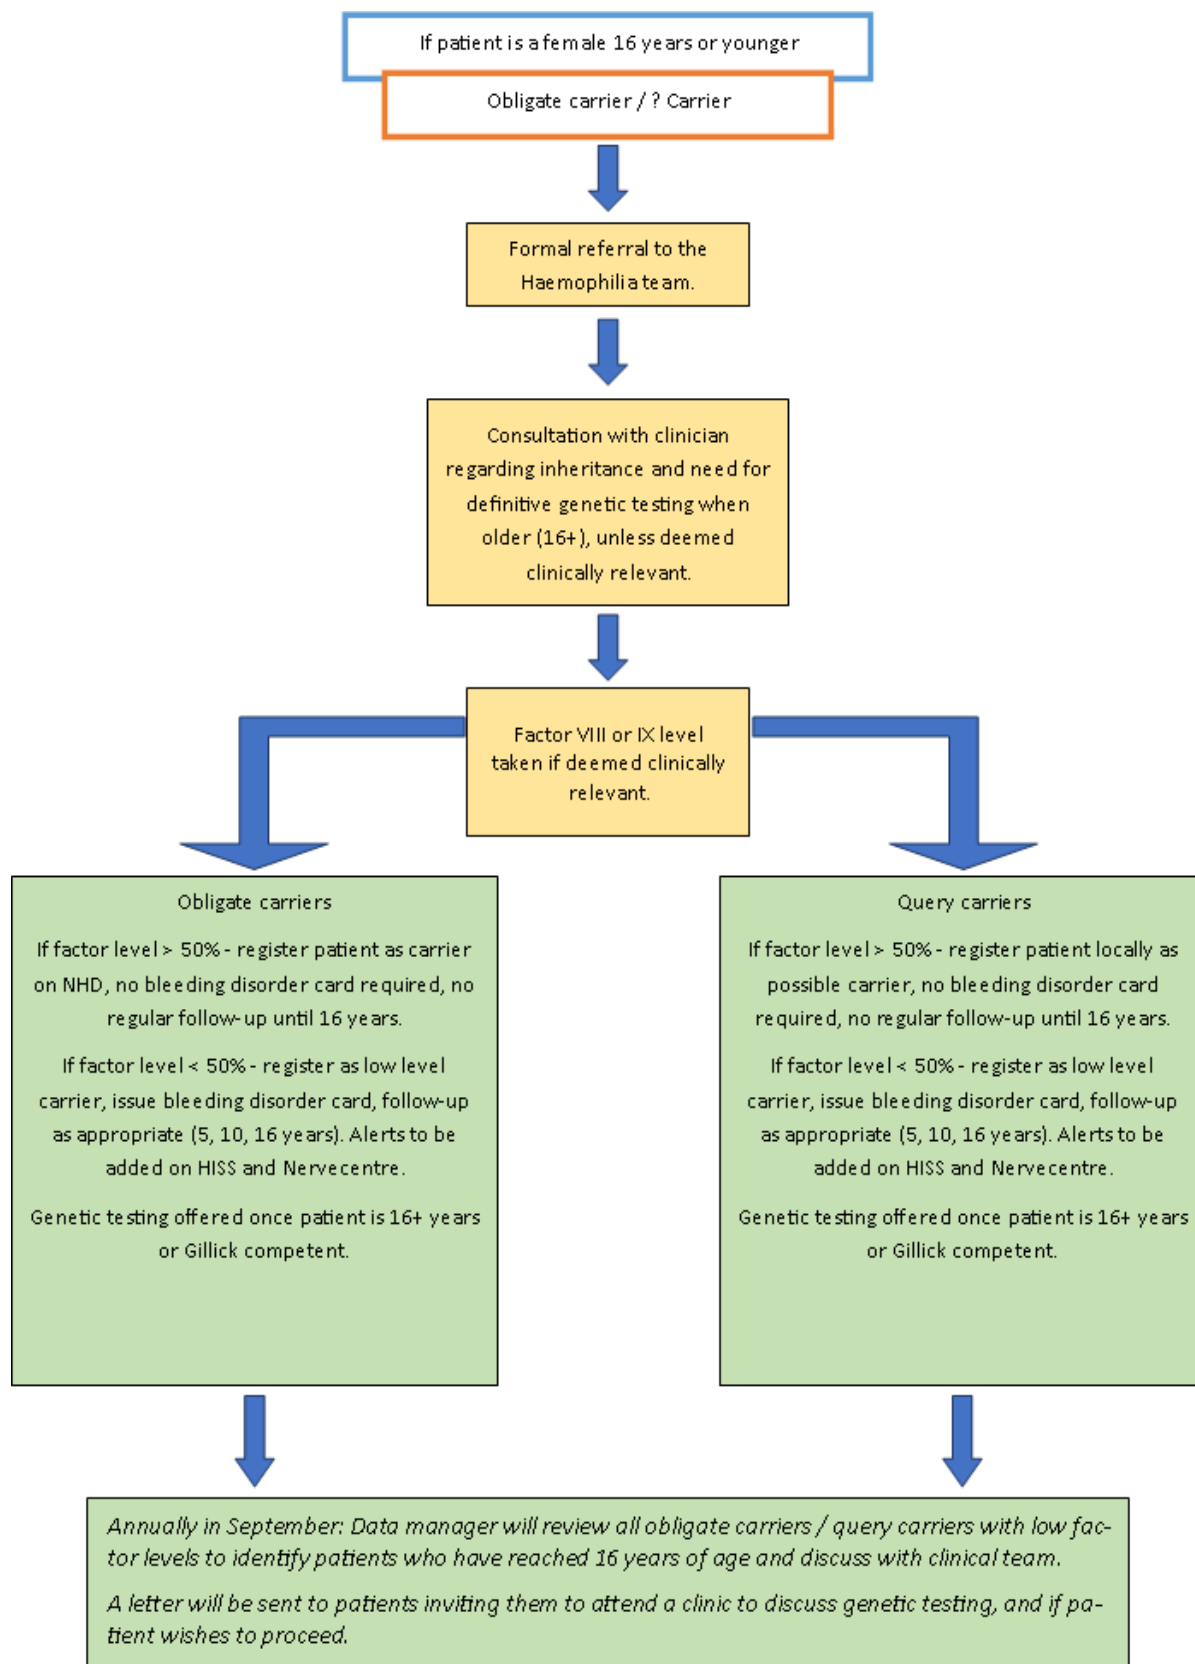 If patient is a female 16 years or younger
Obligate carrier / ? Carrier
Formal referral to the
Haemophilia team.
Consultation with clinician
regarding inheritance and need for
definitive genetic testing when
older (16+), unless deemed
clinically relevant.
Factor VIII or IX level
taken if deemed clinically
relevant.
Obligate carriers
If factor level > 50% - register patient as carrier
on NHD, no bleeding disorder card required, no
regular follow-up until 16 years.
If factor level < 50% - register as low level
carrier, issue bleeding disorder card, follow-up
as appropriate (5, 10, 16 years). Alerts to be
added on HISS and Nervecentre.
Genetic testing offered once patient is 16+ years
or Gillick competent.
Query carriers
If factor level > 50% - register patient locally as
possible carrier, no bleeding disorder card
required, no regular follow-up until 16 years.
If factor level < 50% - register as low level
carrier, issue bleeding disorder card, follow-up
as appropriate (5, 10, 16 years). Alerts to be
added on HISS and Nervecentre.
Genetic testing offered once patient is 16+ years
or Gillick competent.
Annually in September: Data manager will review all obligate carriers / query carriers with low fac-
tor levels to identify patients who have reached 16 years of age and discuss with clinical team.
A letter will be sent to patients inviting them to attend a clinic to discuss genetic testing, and if pa-
tient wishes to proceed.